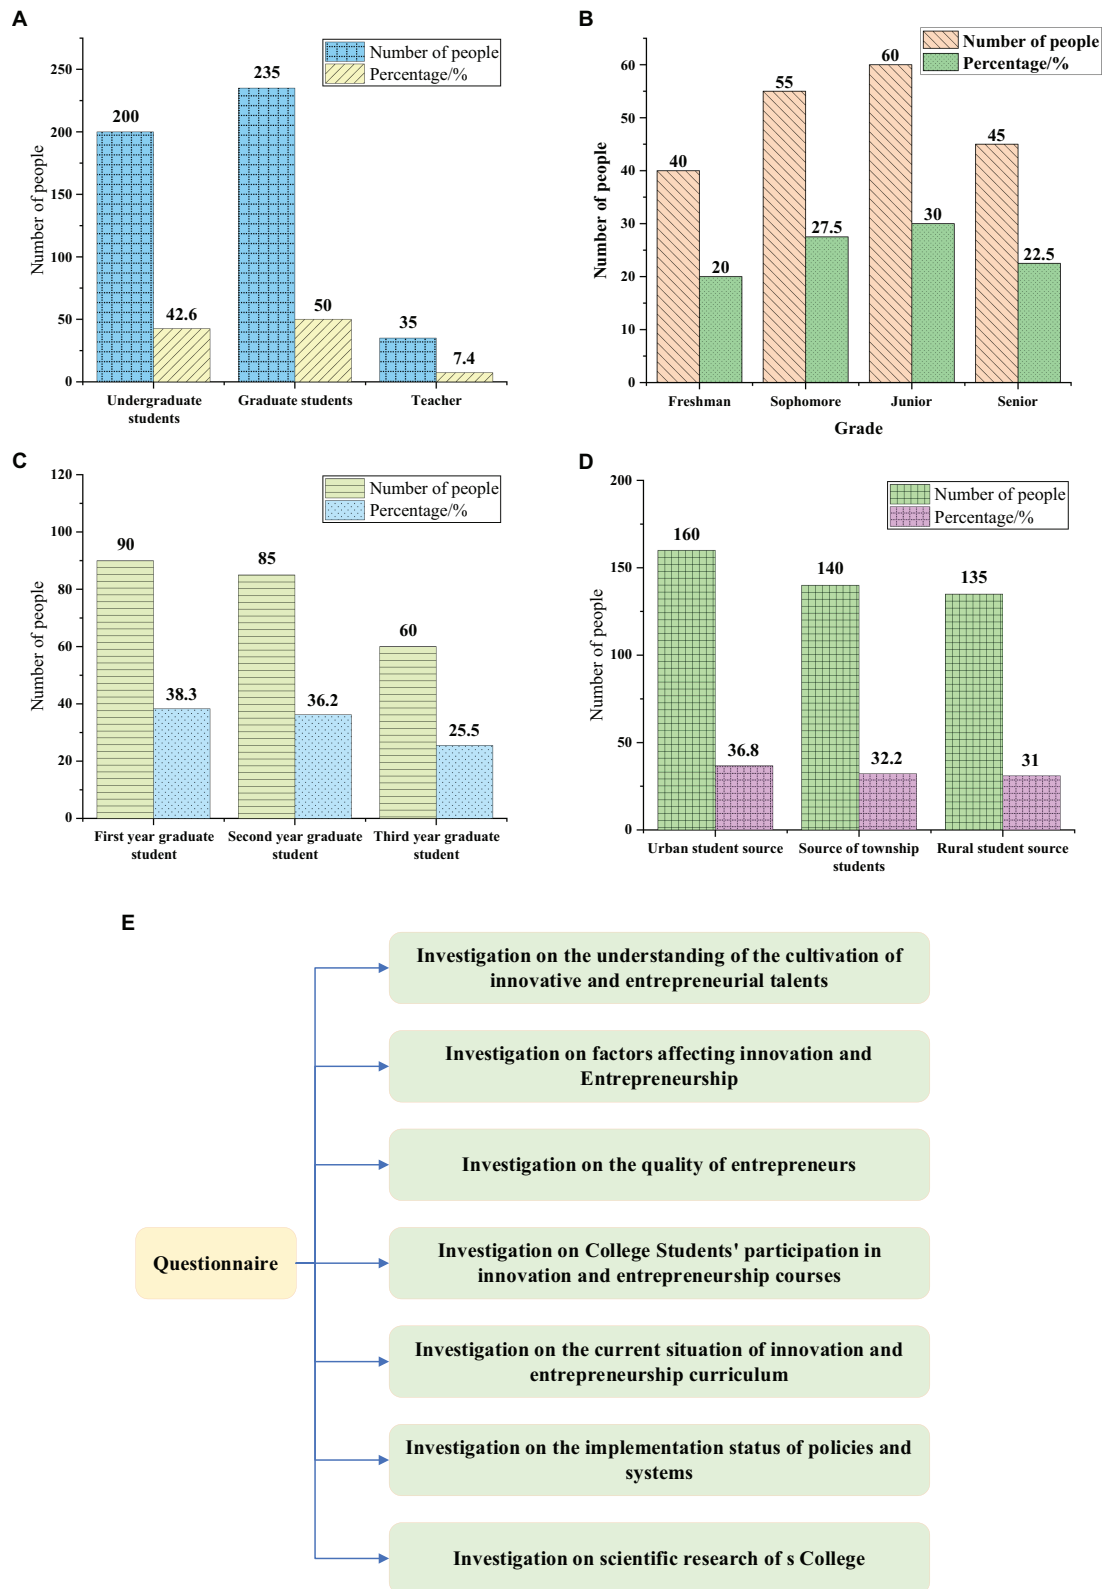 A
Number of people
Percentage/%
250
200
150
100
50
0
Number of people
200
42.6
235
50
35
7.4
Undergraduate
students
Graduate students
Teacher
B
Number of people
Percentage/%
60
50
40
30
20
10
0
Number of people
40
20
55
27.5
60
30
45
22.5
Freshman
Sophomore
Junior
Senior
Grade
C
Number of people
Percentage/%
120
100
80
60
40
20
0
Number of people
90
38.3
85
36.2
60
25.5
First year graduate
student
Second year graduate
student
Third year graduate
student
D
Number of people
Percentage/%
200
150
100
50
0
Number of people
160
36.8
140
32.2
135
31
Urban student source
Source of township
students
Rural student source
E
Questionnaire
Investigation on the understanding of the cultivation of
innovative and entrepreneurial talents
Investigation on factors affecting innovation and
Entrepreneurship
Investigation on the quality of entrepreneurs
Investigation on College Students' participation in
innovation and entrepreneurship courses
Investigation on the current situation of innovation and
entrepreneurship curriculum
Investigation on the implementation status of policies and
systems
Investigation on scientific research of s College